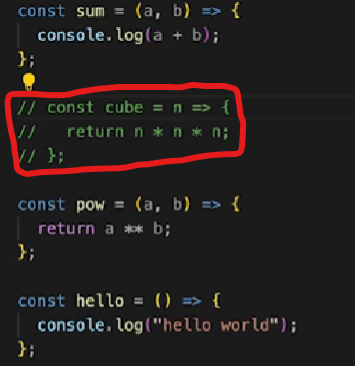 const sum = (a, b) => {
  console.log(a + b);
};
// const cube = n => {
//   return n * n * n;
// };
const pow = (a, b) => {
  return a ** b;
};
const hello = () => {
  console.log("hello world");
};